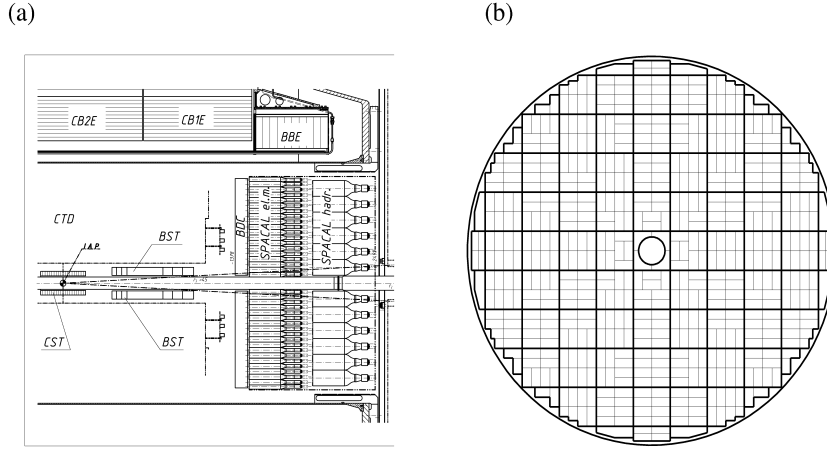 (a)
(b)
CB2E
CB1E
BBE
CTD
BST
I.A.P.
BDC
SPACAL el.m.
SPACAL hadr.
CST
BST